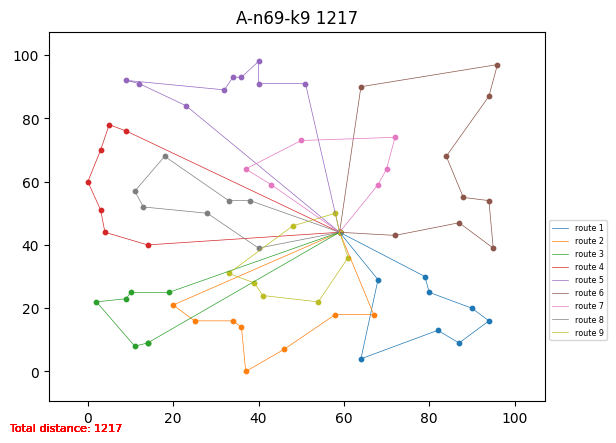 A-n69-k9 1217
100
80
60
40
20
0
0 20 40 60 80 100
route 1
route 2
route 3
route 4
route 5
route 6
route 7
route 8
route 9
Total distance: 1217